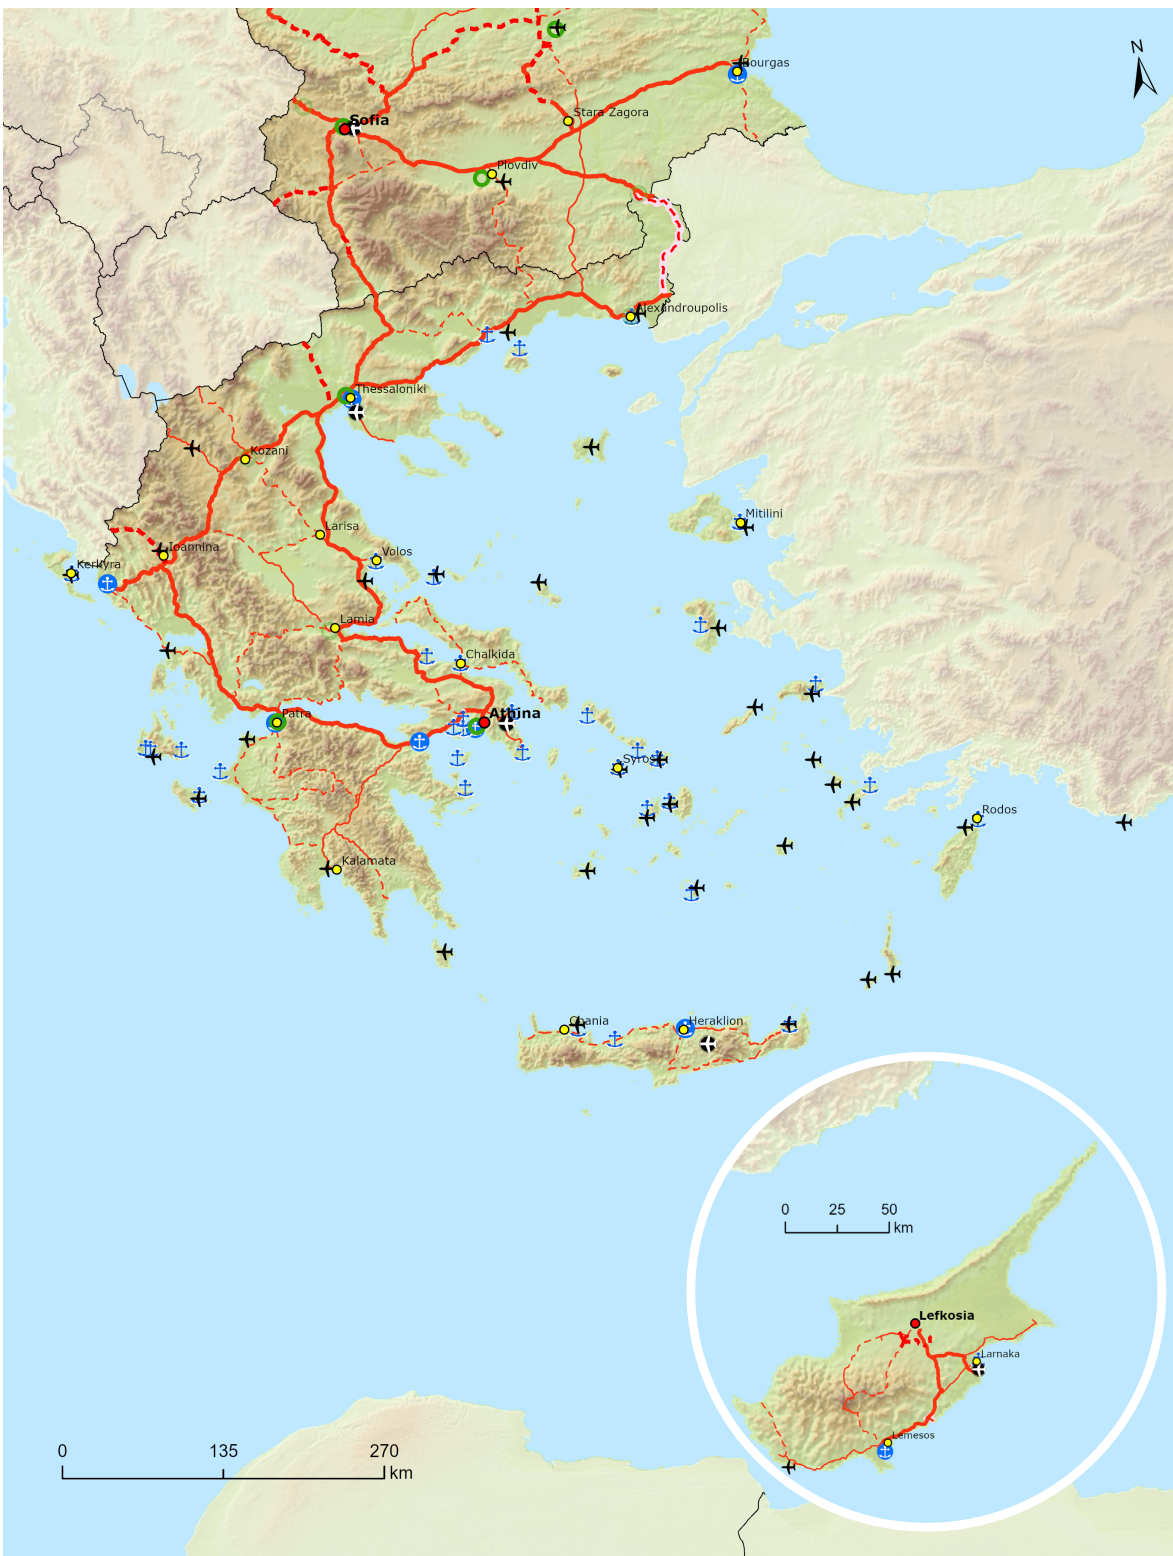 N
Bourgas
Stara Zagora
Sofia
Plovdiv
Alexandroupolis
Thessaloniki
Kozani
Mitilini
Larisa
Ioannina
Volos
Kerkyra
Lamia
Chalkida
Patra
Athina
Syros
Rodos
Kalamata
Chania
Heraklion
0 25 50
km
Lefkosia
Larnaka
Lemesos
0 135 270
km